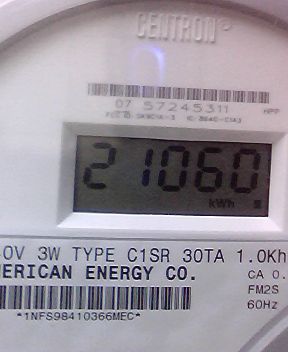 CENTRON®
07 57245311
21060
kWh
0V 3W TYPE C1SR 30TA 1.0Kh
MERICAN ENERGY CO.
CA 0.
FM2S
60Hz
*1NFS98410366MEC*